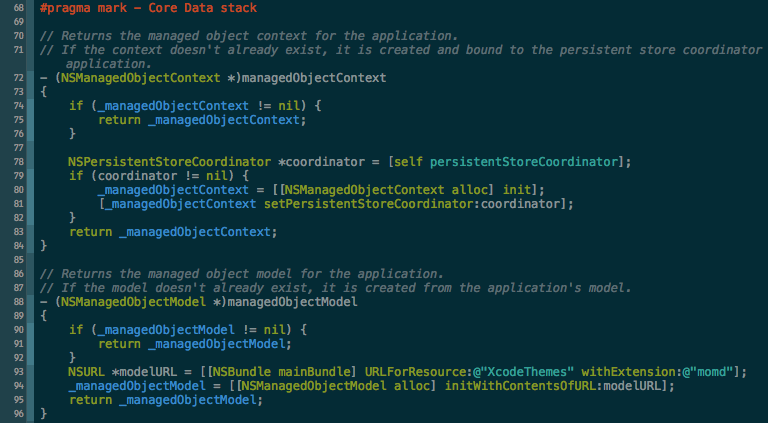 68 #pragma mark - Core Data stack
69
70 // Returns the managed object context for the application.
71 // If the context doesn't already exist, it is created and bound to the persistent store coordinator
application.
72 - (NSManagedObjectContext *)managedObjectContext
73 {
74     if (_managedObjectContext != nil) {
75         return _managedObjectContext;
76     }
77
78     NSPersistentStoreCoordinator *coordinator = [self persistentStoreCoordinator];
79     if (coordinator != nil) {
80         _managedObjectContext = [[NSManagedObjectContext alloc] init];
81         [_managedObjectContext setPersistentStoreCoordinator:coordinator];
82     }
83     return _managedObjectContext;
84 }
85
86 // Returns the managed object model for the application.
87 // If the model doesn't already exist, it is created from the application's model.
88 - (NSManagedObjectModel *)managedObjectModel
89 {
90     if (_managedObjectModel != nil) {
91         return _managedObjectModel;
92     }
93     NSURL *modelURL = [[NSBundle mainBundle] URLForResource:@"XcodeThemes" withExtension:@"momd"];
94     _managedObjectModel = [[NSManagedObjectModel alloc] initWithContentsOfURL:modelURL];
95     return _managedObjectModel;
96 }